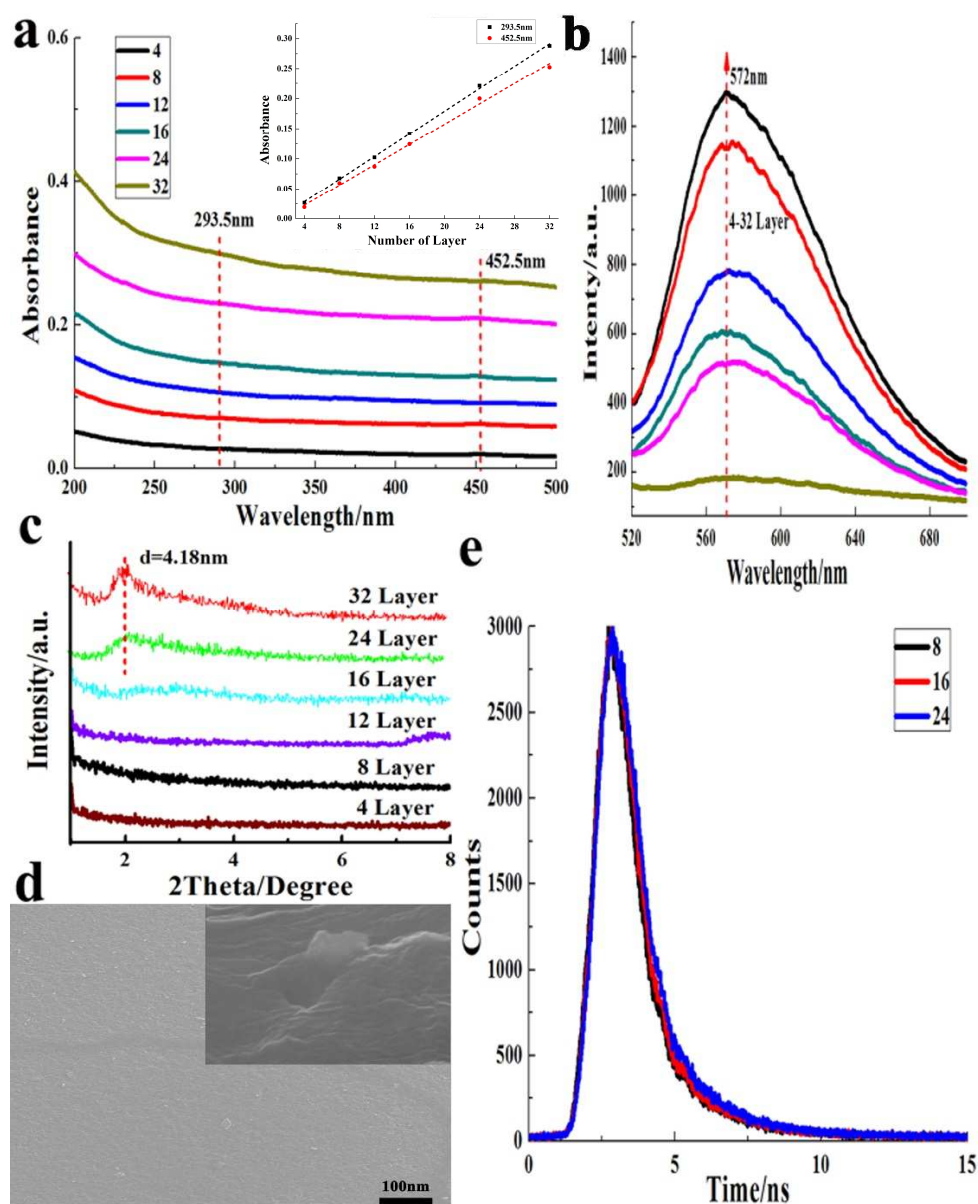 a
0.6
0.4
0.2
0.0
Absorbance
4
8
12
16
24
32
293.5nm
452.5nm
200 250 300 350 400 450 500
Wavelength/nm
0.30
0.25
0.20
0.15
0.10
0.05
0.00
Absorbance
293.5nm
452.5nm
4 8 12 16 20 24 28 32
Number of Layer
b
1400
1300
1000
800
600
400
200
Intenty/a.u.
572nm
4-32 Layer
520 560 600 640 680
Wavelength/nm
c
d=4.18nm
32 Layer
24 Layer
16 Layer
12 Layer
8 Layer
4 Layer
Intensity/a.u.
2 4 6 8
2Theta/Degree
d
100nm
e
3000
2500
2000
1500
1000
500
0
Counts
8
16
24
0 5 10 15
Time/ns